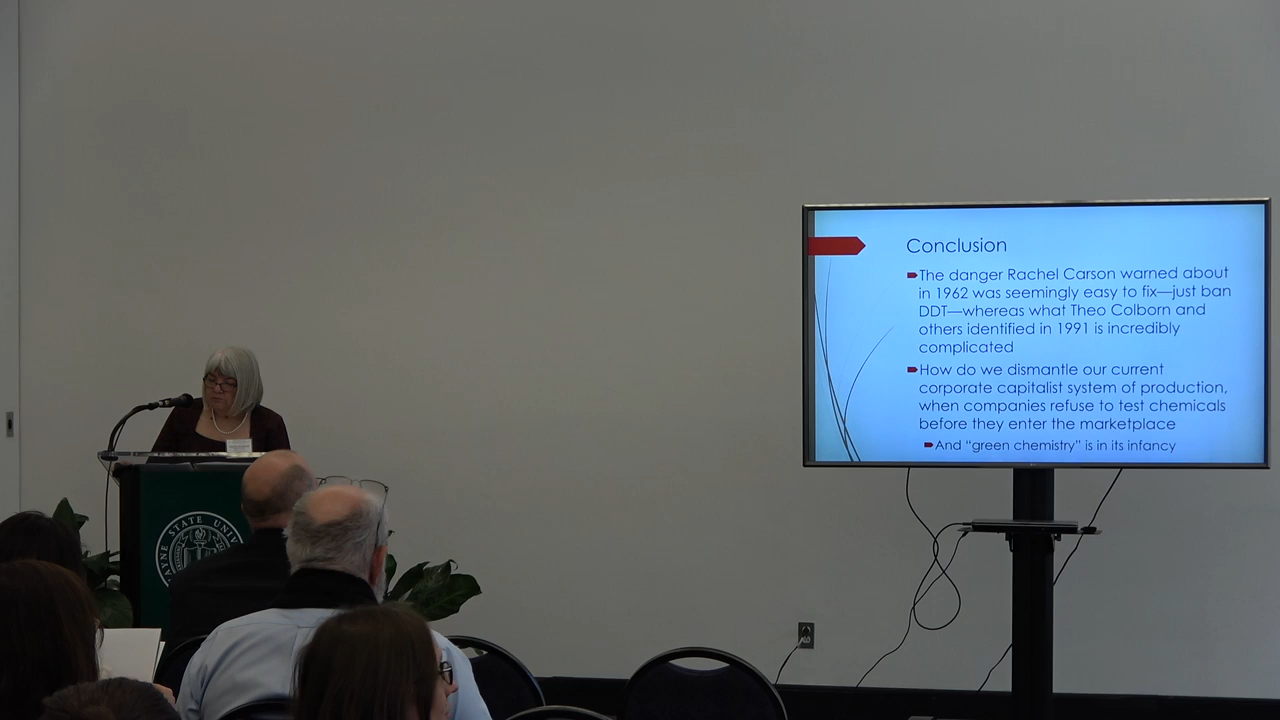 Conclusion
The danger Rachel Carson warned about
in 1962 was seemingly easy to fix—just ban
DDT—whereas what Theo Colborn and
others identified in 1991 is incredibly
complicated
How do we dismantle our current
corporate capitalist system of production,
when companies refuse to test chemicals
before they enter the marketplace
And “green chemistry” is in its infancy
AYNE STATE UNIV